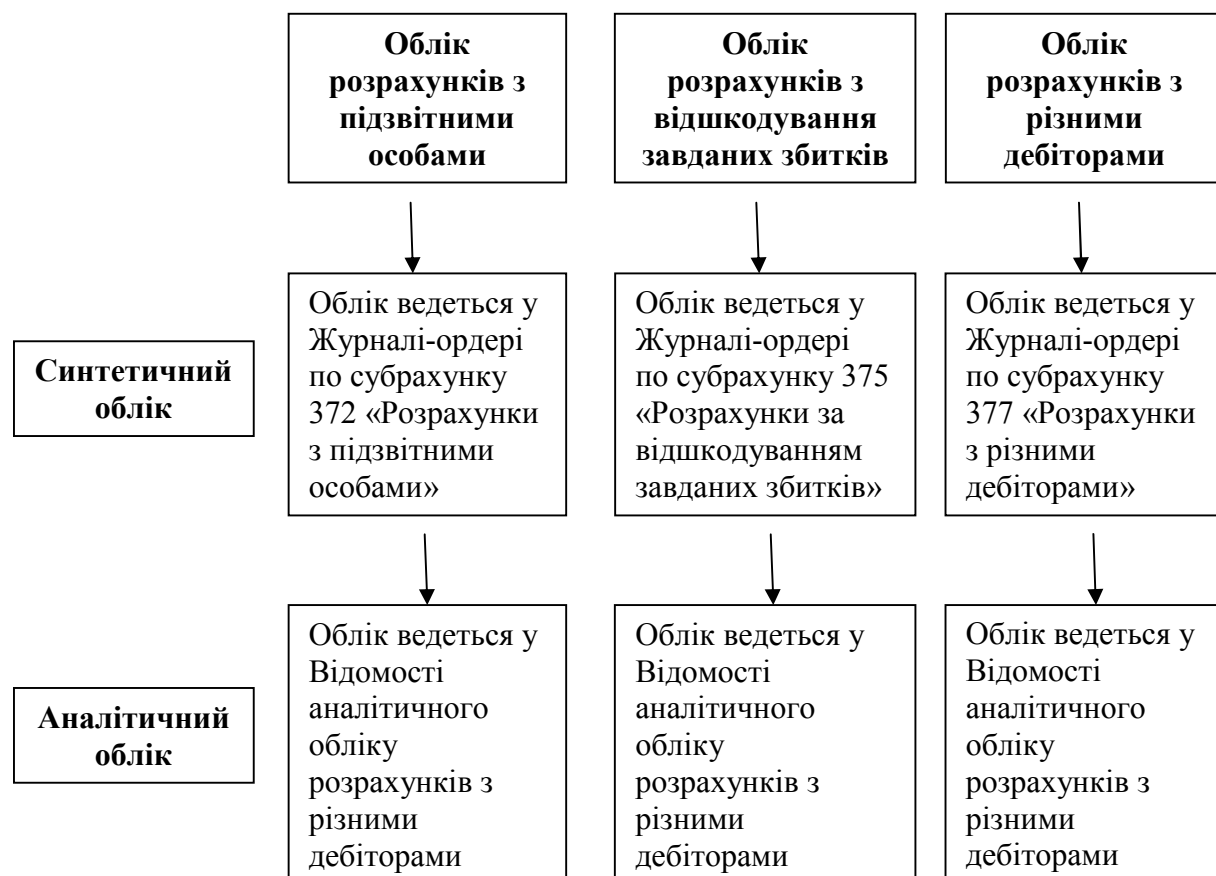 Облік
розрахунків з
підзвітними
особами
Облік
розрахунків з
відшкодування
завданих збитків
Облік
розрахунків з
різними
дебіторами
Синтетичний
облік
Облік ведеться у
Журналі-ордері
по субрахунку
372 «Розрахунки
з підзвітними
особами»
Облік ведеться у
Журналі-ордері
по субрахунку 375
«Розрахунки за
відшкодуванням
завданих збитків»
Облік ведеться у
Журналі-ордері
по субрахунку
377 «Розрахунки
з різними
дебіторами»
Аналітичний
облік
Облік ведеться у
Відомості
аналітичного
обліку
розрахунків з
різними
дебіторами
Облік ведеться у
Відомості
аналітичного
обліку
розрахунків з
різними
дебіторами
Облік ведеться у
Відомості
аналітичного
обліку
розрахунків з
різними
дебіторами